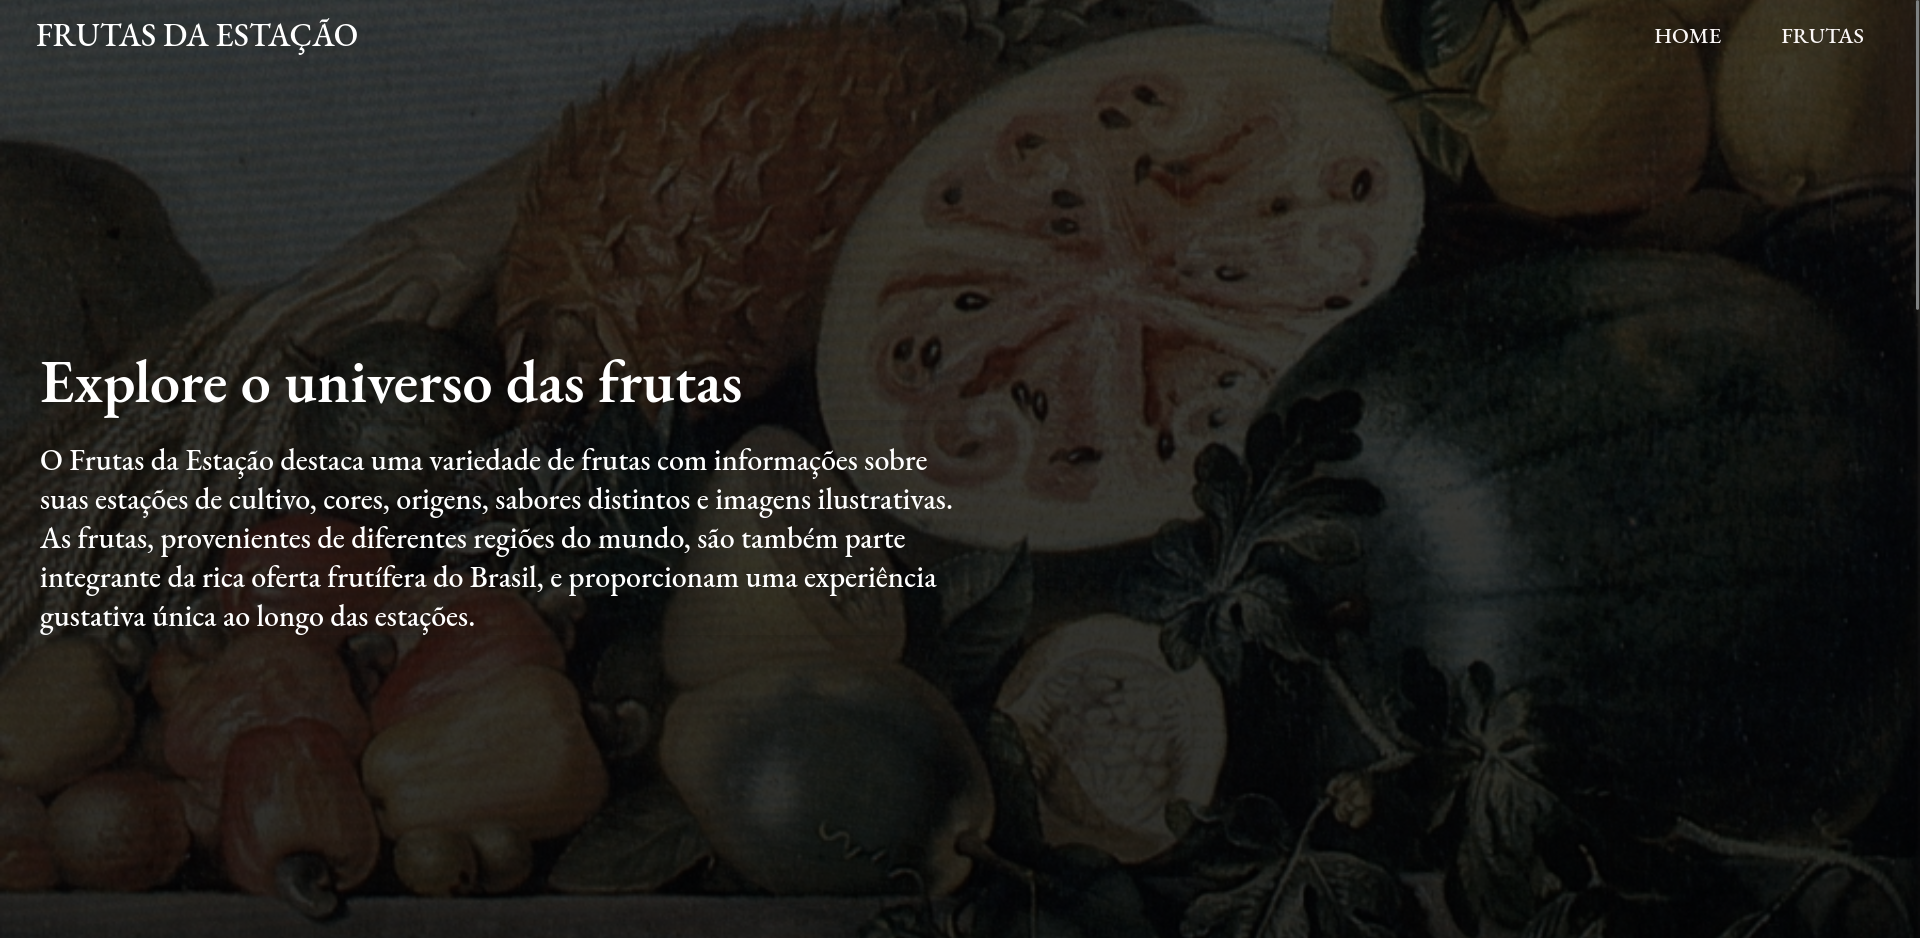 FRUTAS DA ESTAÇÃO
HOME
FRUTAS
Explore o universo das frutas
O Frutas da Estação destaca uma variedade de frutas com informações sobre
suas estações de cultivo, cores, origens, sabores distintos e imagens ilustrativas.
As frutas, provenientes de diferentes regiões do mundo, são também parte
integrante da rica oferta frutífera do Brasil, e proporcionam uma experiência
gustativa única ao longo das estações.